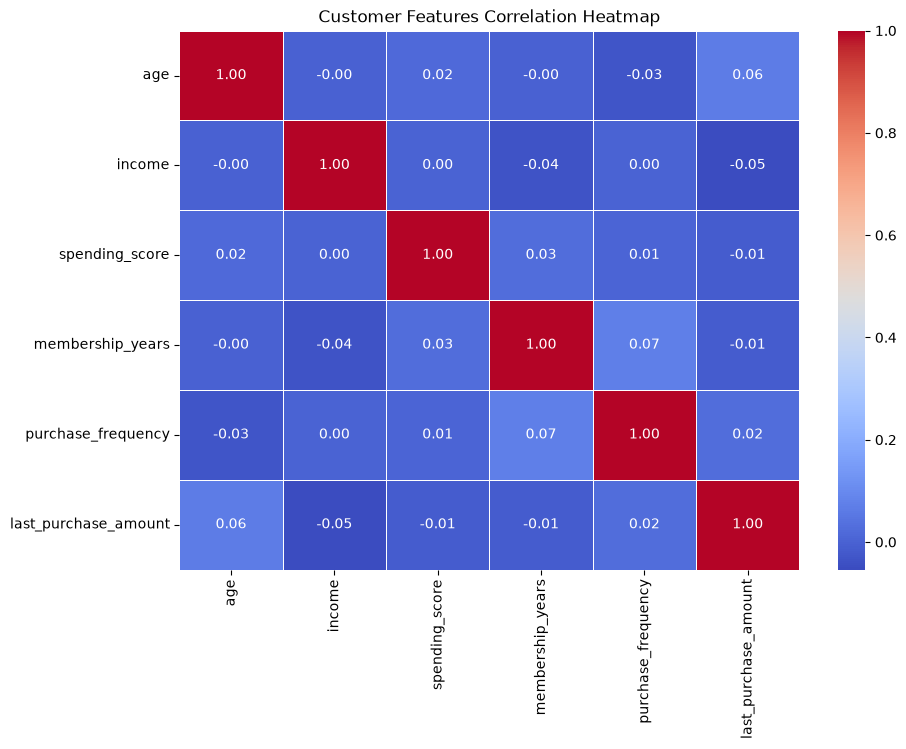 Customer Features Correlation Heatmap
age 1.00 -0.00 0.02 -0.00 -0.03 0.06
income -0.00 1.00 0.00 -0.04 0.00 -0.05
spending_score 0.02 0.00 1.00 0.03 0.01 -0.01
membership_years -0.00 -0.04 0.03 1.00 0.07 -0.01
purchase_frequency -0.03 0.00 0.01 0.07 1.00 0.02
last_purchase_amount 0.06 -0.05 -0.01 -0.01 0.02 1.00
age
income
spending_score
membership_years
purchase_frequency
last_purchase_amount
1.0
0.8
0.6
0.4
0.2
0.0